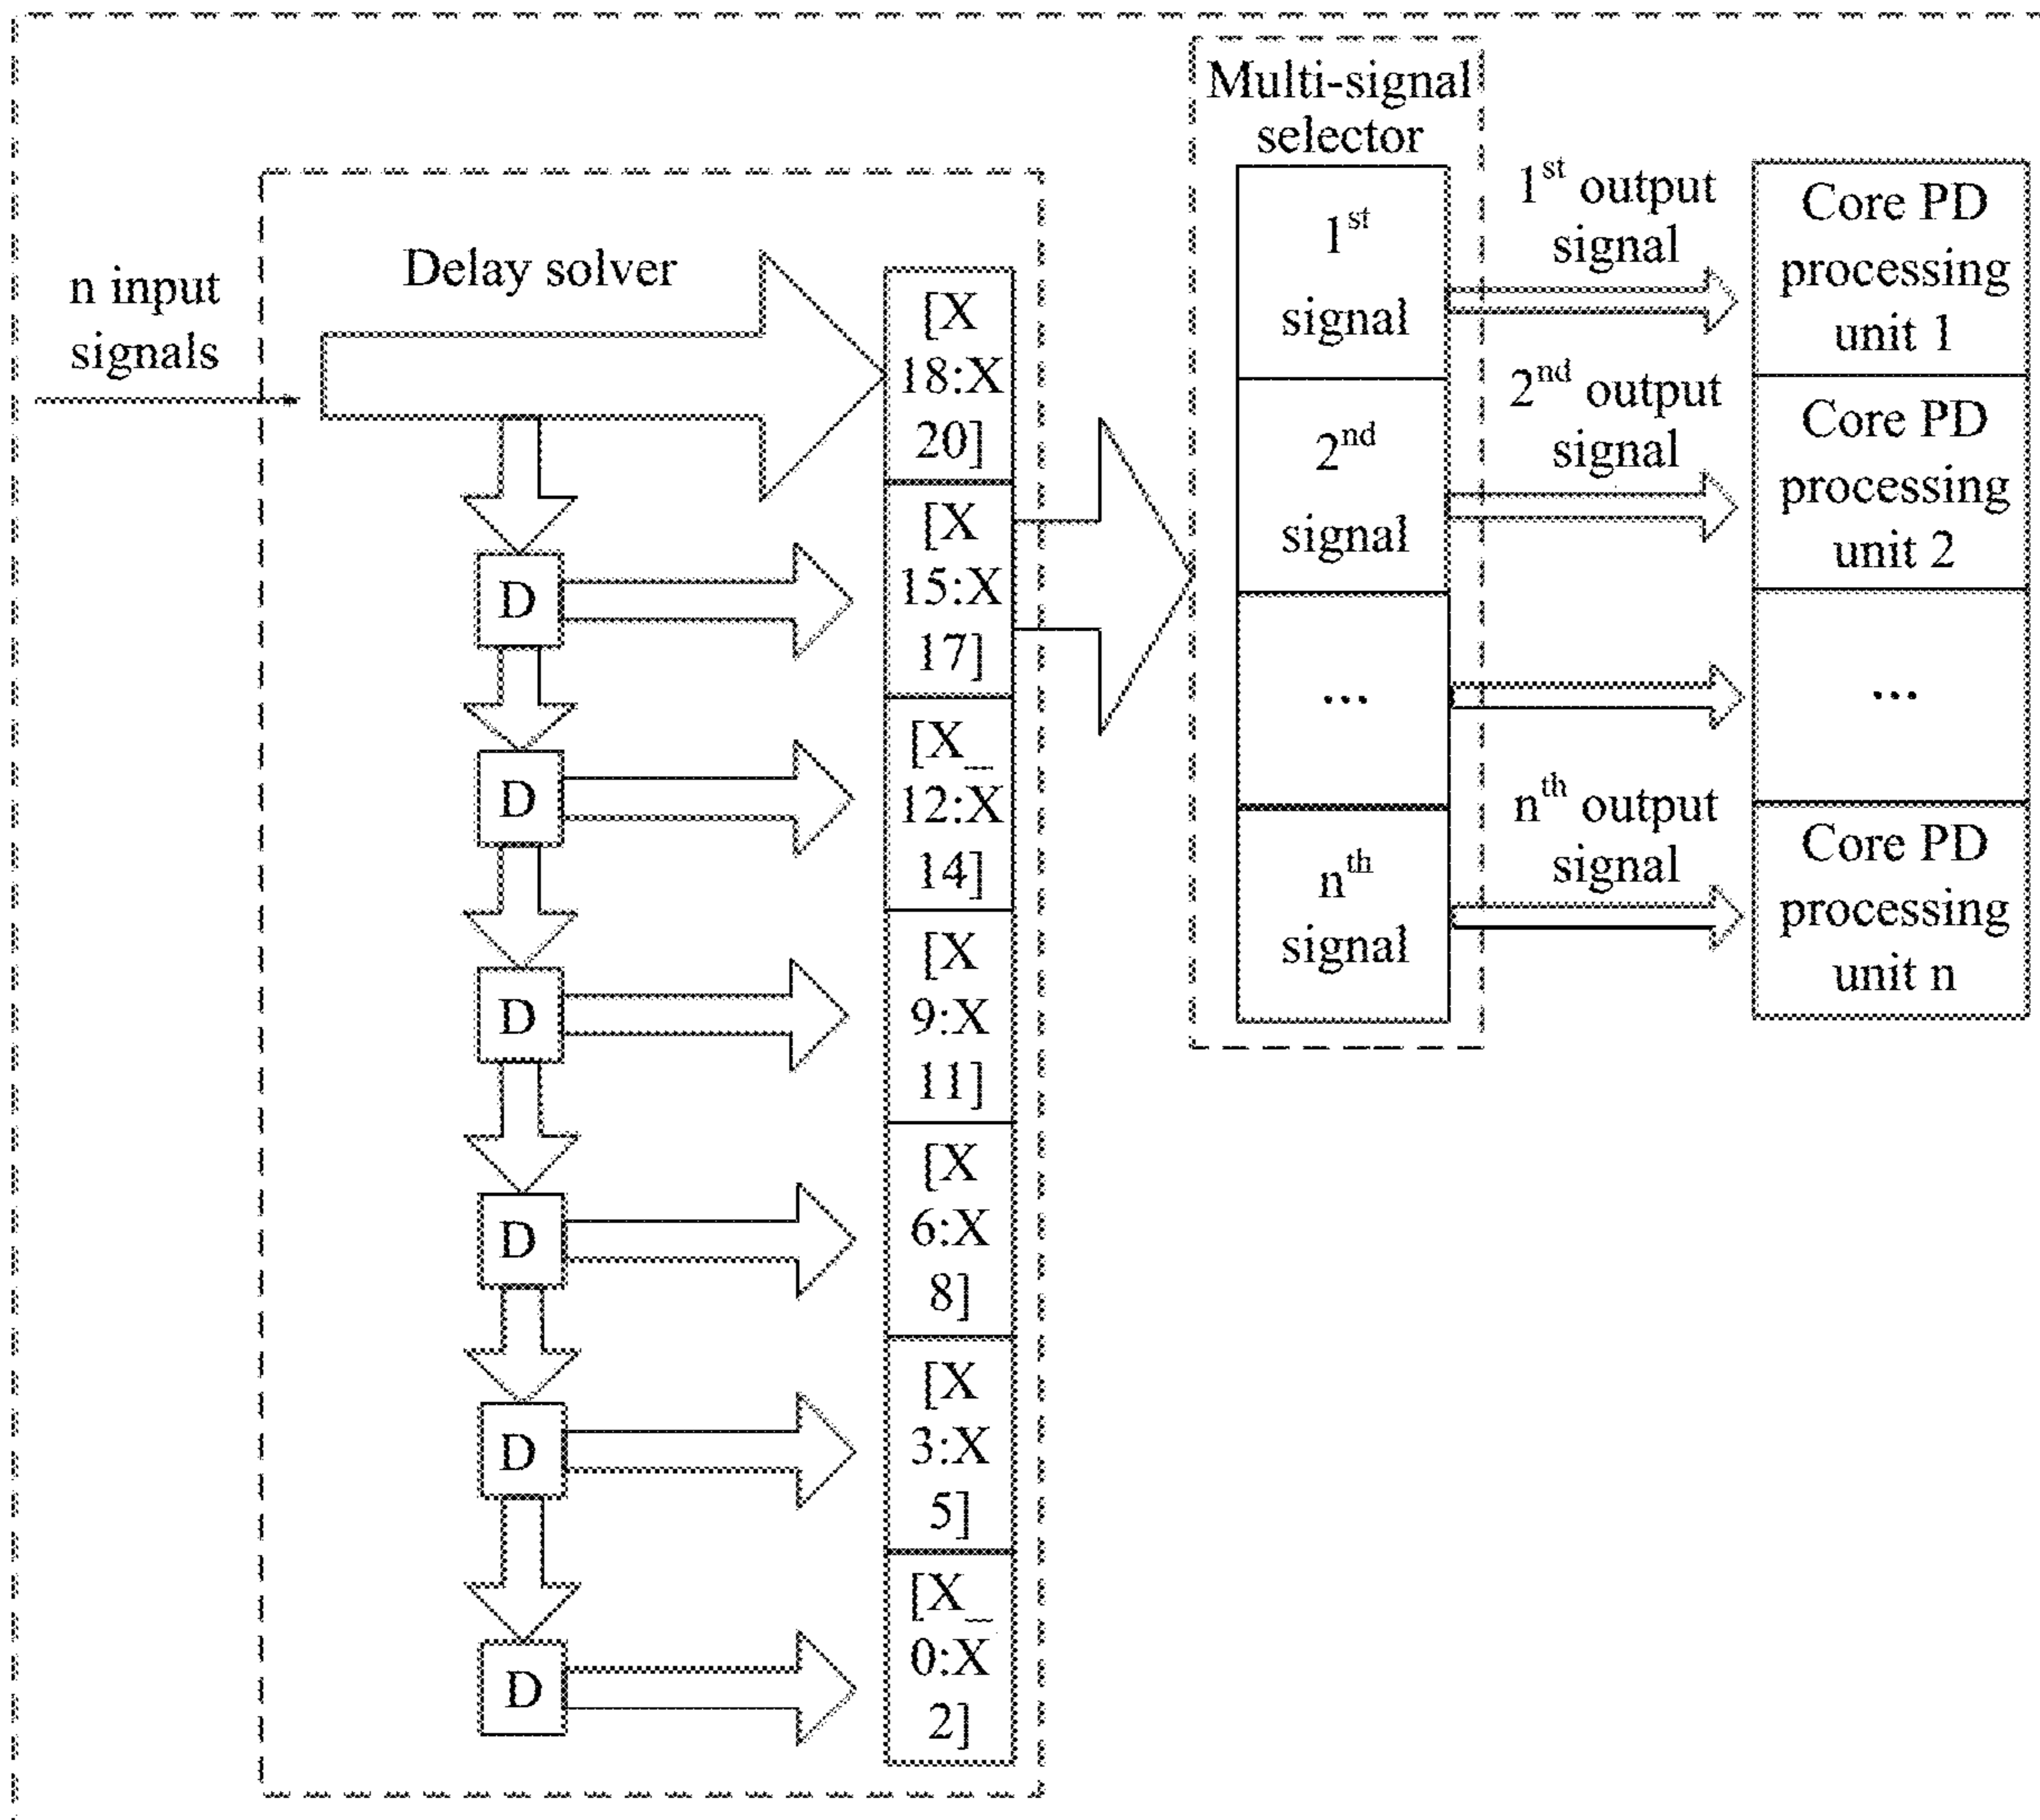 n input
signals
Delay solver
D
D
D
D
D
D
[X
18:X
20]
[X
15:X
17]
[X_
12:X
14]
[X
9:X
11]
[X
6:X
8]
[X
3:X
5]
[X_
0:X
2]
Multi-signal
selector
1st
signal
2nd
signal
...
nth
signal
1st output
signal
2nd output
signal
nth output
signal
Core PD
processing
unit 1
Core PD
processing
unit 2
...
Core PD
processing
unit n